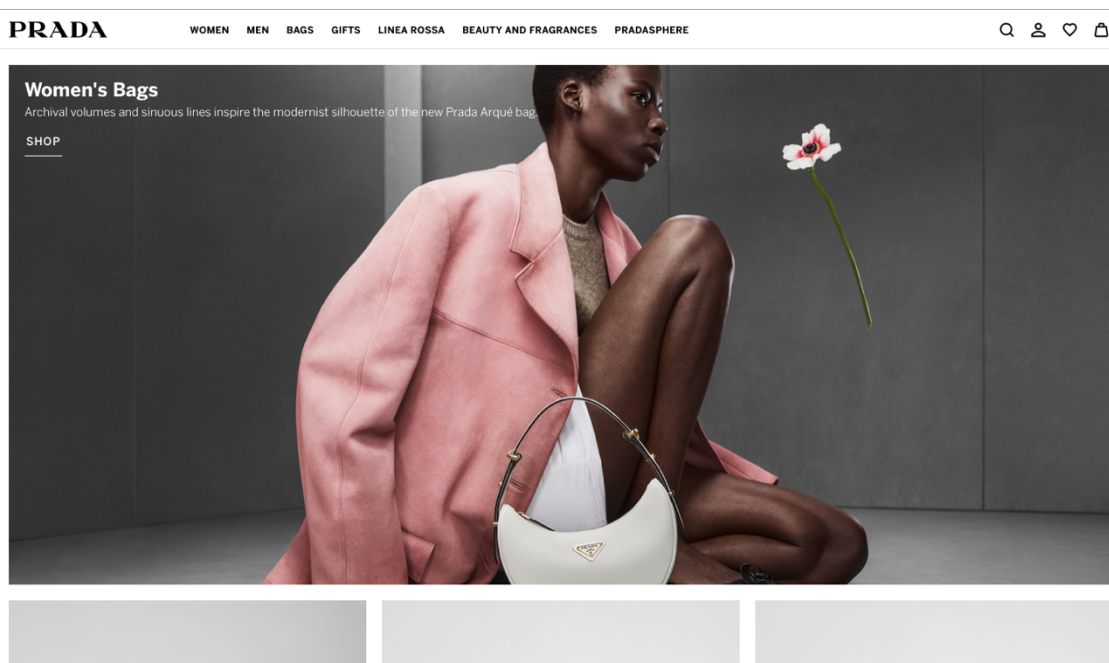 PRADA
WOMEN MEN BAGS GIFTS LINEA ROSSA BEAUTY AND FRAGRANCES PRADASPHERE
Women's Bags
Archival volumes and sinuous lines inspire the modernist silhouette of the new Prada Arqué bag.
SHOP
PRADA